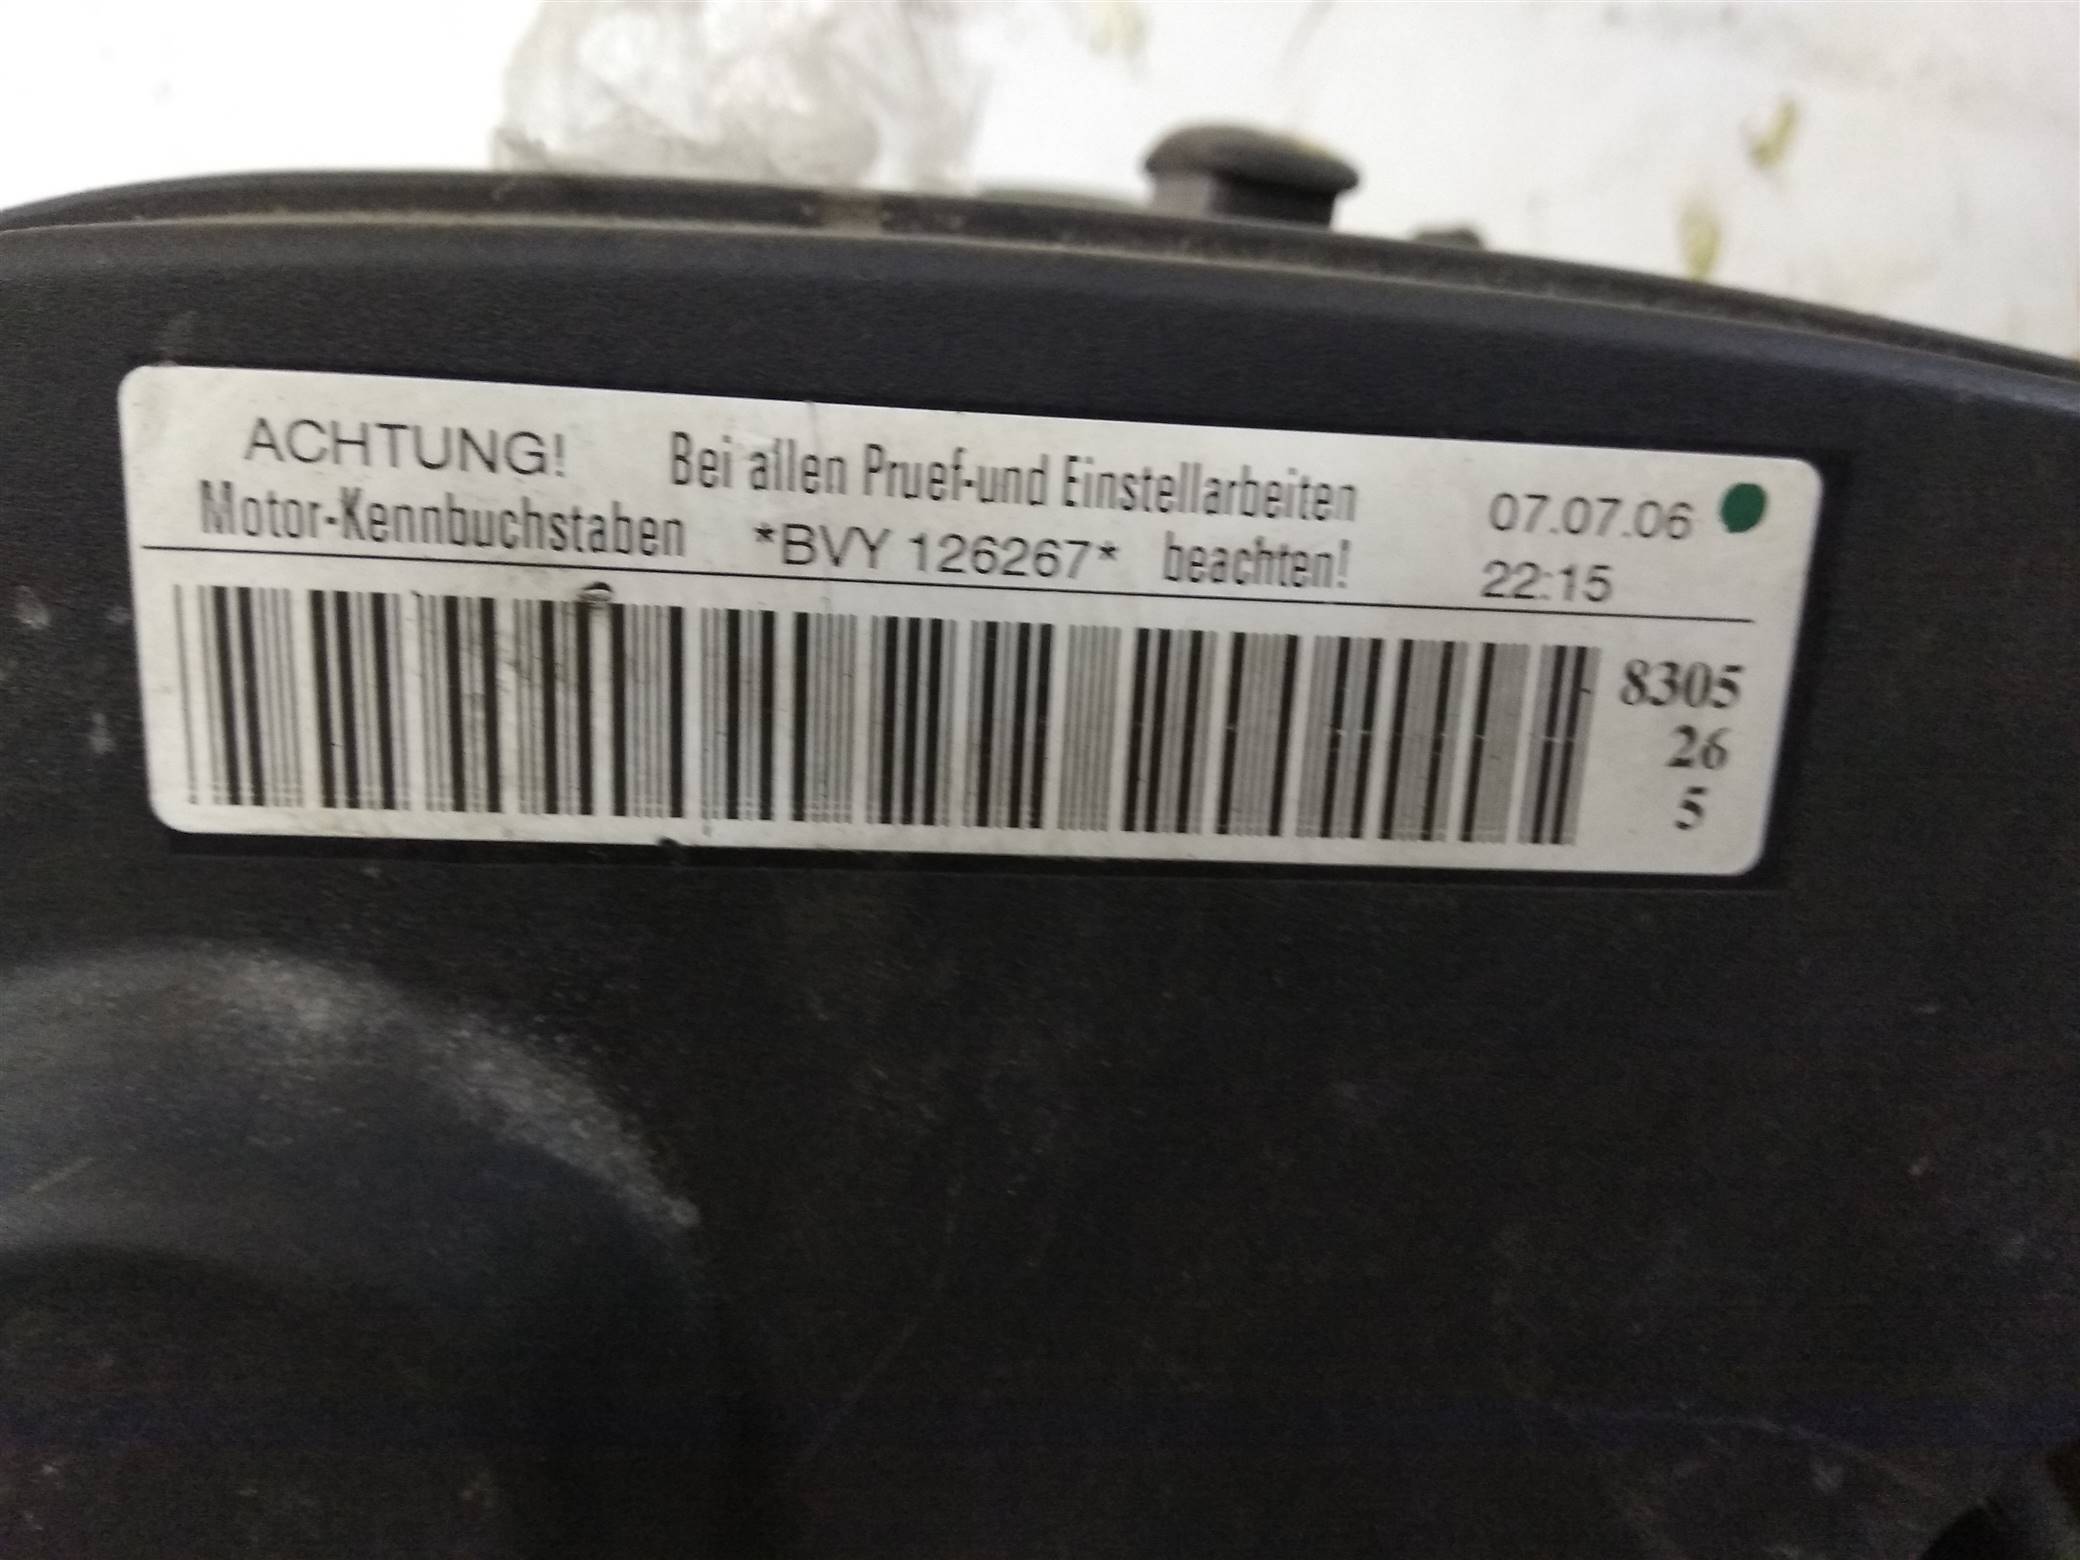 ACHTUNG! Bei allen Pruef-und Einstellarbeiten 07.07.06
Motor-Kennbuchstaben *BVY 126267* beachten! 22:15
8305
26
5